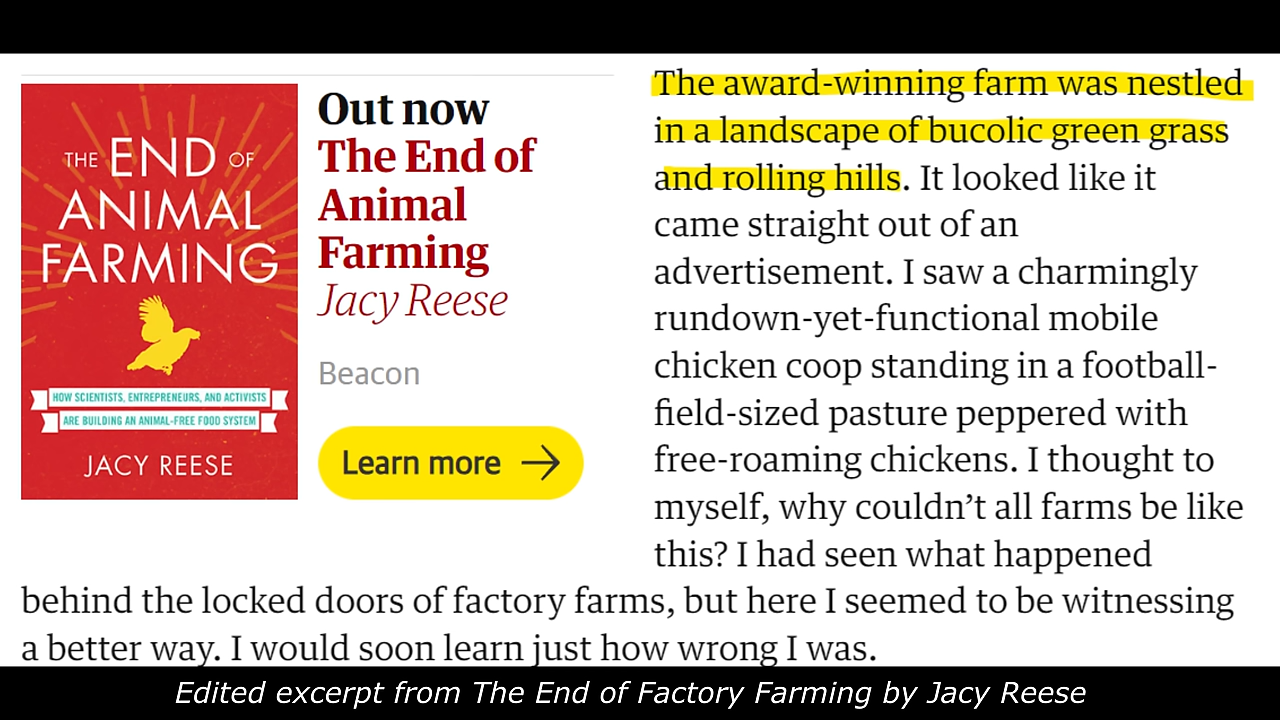 THE END OF
ANIMAL
FARMING
HOW SCIENTISTS, ENTREPRENEURS, AND ACTIVISTS
ARE BUILDING AN ANIMAL-FREE FOOD SYSTEM
JACY REESE
Out now
The End of
Animal
Farming
Jacy Reese
Beacon
Learn more
The award-winning farm was nestled
in a landscape of bucolic green grass
and rolling hills. It looked like it
came straight out of an
advertisement. I saw a charmingly
rundown-yet-functional mobile
chicken coop standing in a football-
field-sized pasture peppered with
free-roaming chickens. I thought to
myself, why couldn’t all farms be like
this? I had seen what happened
behind the locked doors of factory farms, but here I seemed to be witnessing
a better way. I would soon learn just how wrong I was.
Edited excerpt from The End of Factory Farming by Jacy Reese